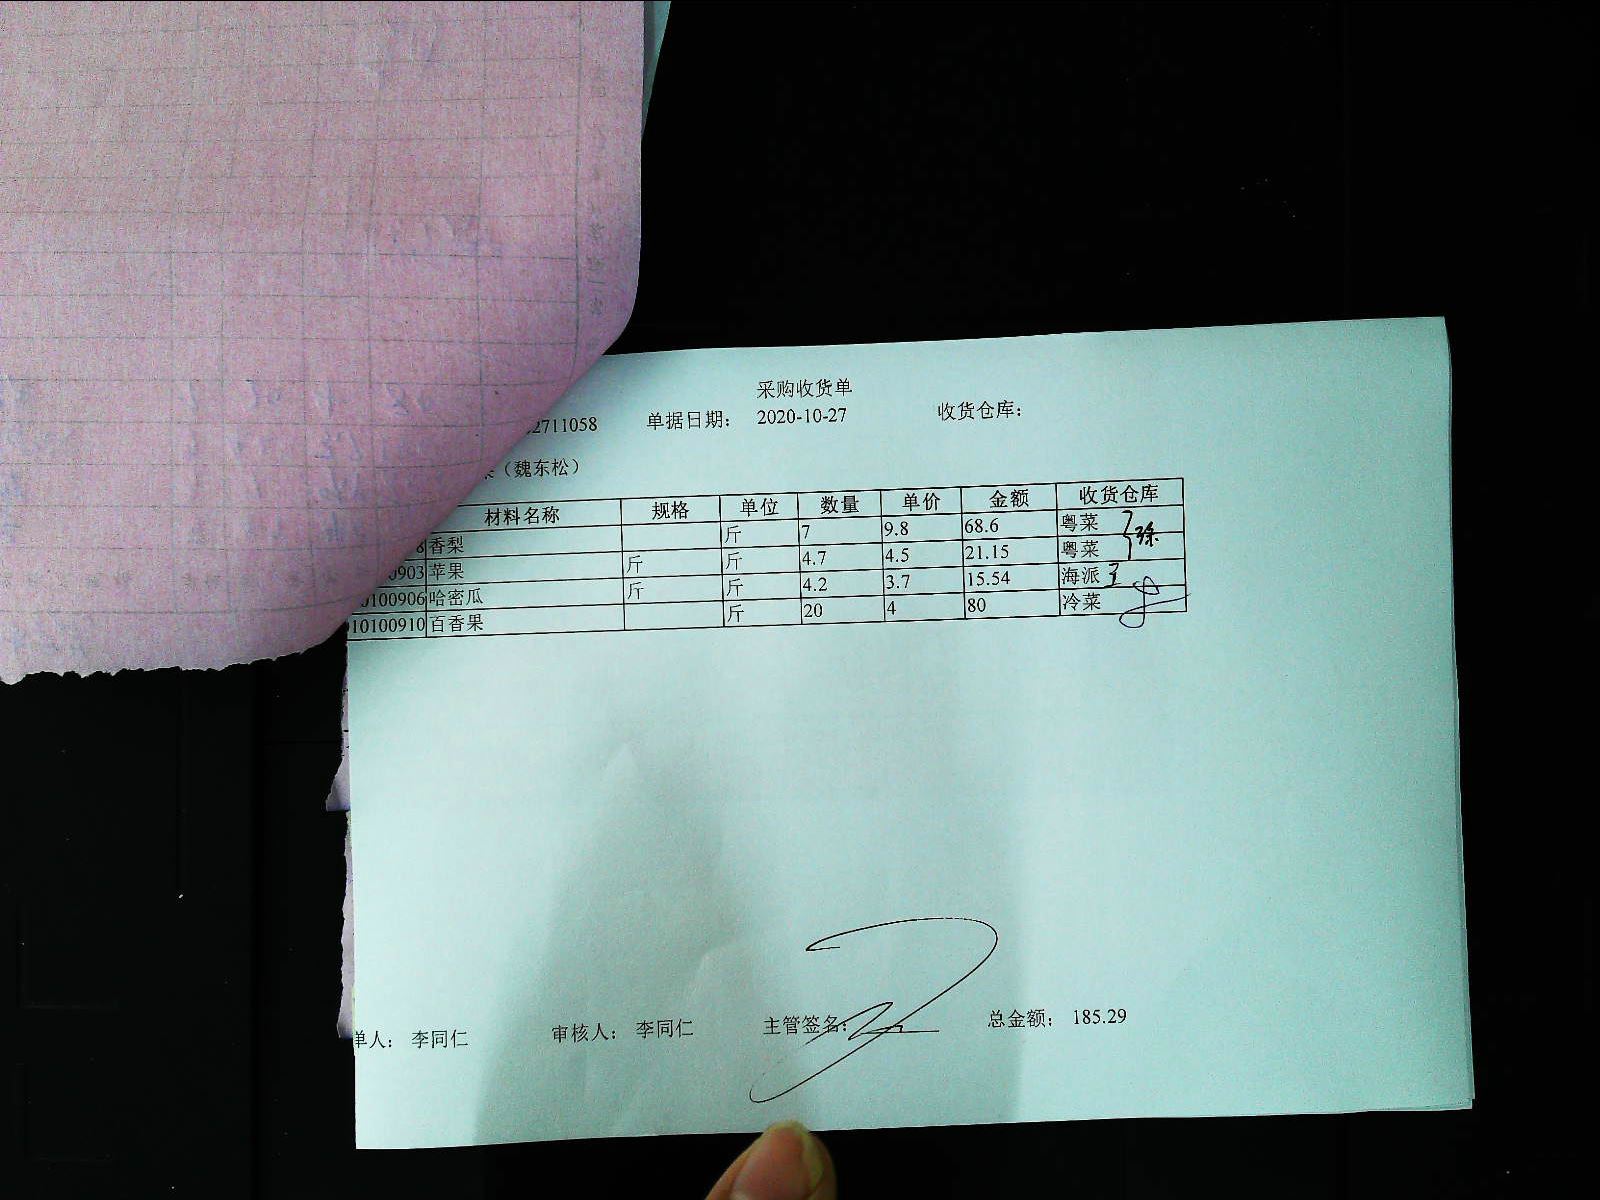 采购收货单
2711058 单据日期： 2020-10-27 收货仓库：
（魏东松）
材料名称 规格 单位 数量 单价 金额 收货仓库
8 香梨 斤 7 9.8 68.6 粤菜
0903 苹果 斤 斤 4.7 4.5 21.15 粤菜
0100906 哈密瓜 斤 斤 4.2 3.7 15.54 海派
10100910 百香果 斤 20 4 80 冷菜
单人： 李同仁 审核人： 李同仁 主管签名： 总金额： 185.29